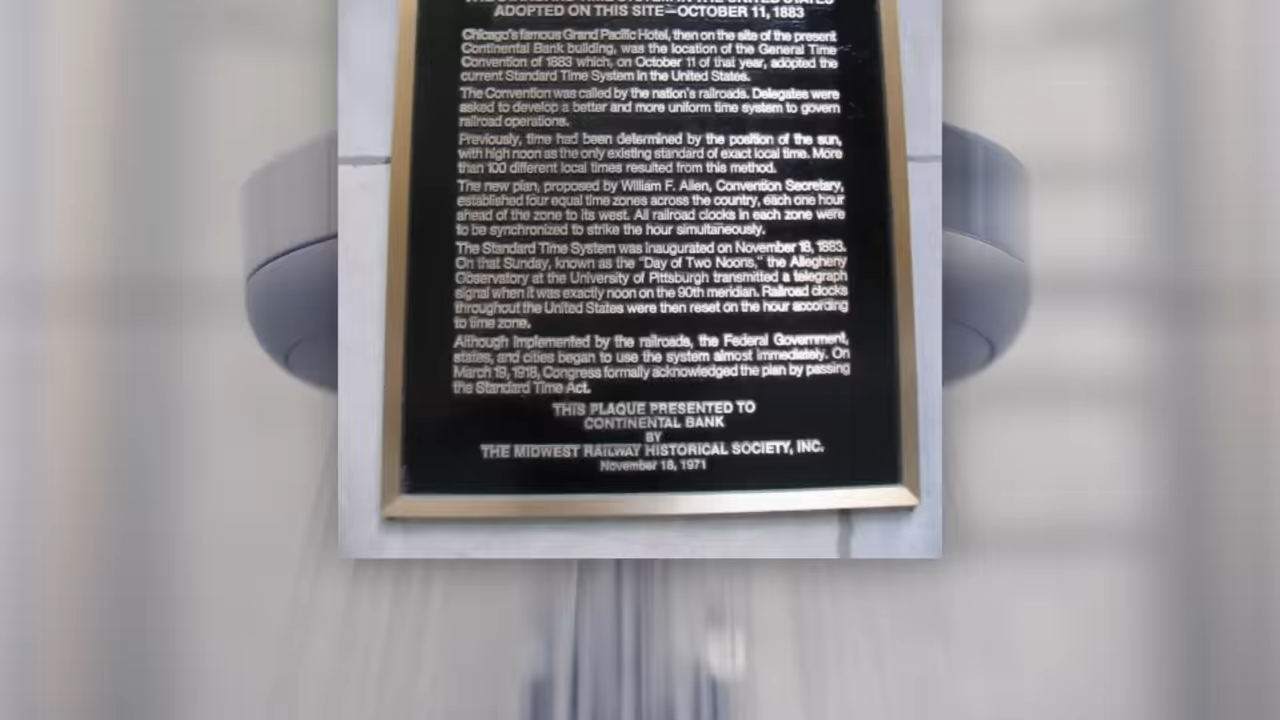 THE STANDARD TIME SYSTEM IN THE UNITED STATES
ADOPTED ON THIS SITE—OCTOBER 11, 1883
Chicago's famous Grand Pacific Hotel, then on the site of the present
Continental Bank building, was the location of the General Time
Convention of 1883 which, on October 11 of that year, adopted the
current Standard Time System in the United States.
The Convention was called by the nation's railroads. Delegates were
asked to develop a better and more uniform time system to govern
railroad operations.
Previously, time had been determined by the position of the sun,
with high noon as the only existing standard of exact local time. More
than 100 different local times resulted from this method.
The new plan, proposed by William F. Allen, Convention Secretary,
established four equal time zones across the country, each one hour
ahead of the zone to its west. All railroad clocks in each zone were
to be synchronized to strike the hour simultaneously.
The Standard Time System was inaugurated on November 18, 1883.
On that Sunday, known as the "Day of Two Noons," the Allegheny
Observatory at the University of Pittsburgh transmitted a telegraph
signal when it was exactly noon on the 90th meridian. Railroad clocks
throughout the United States were then reset on the hour according
to time zone.
Although implemented by the railroads, the Federal Government,
states, and cities began to use the system almost immediately. On
March 19, 1918, Congress formally acknowledged the plan by passing
the Standard Time Act.
THIS PLAQUE PRESENTED TO
CONTINENTAL BANK
BY
THE MIDWEST RAILWAY HISTORICAL SOCIETY, INC.
November 18, 1971